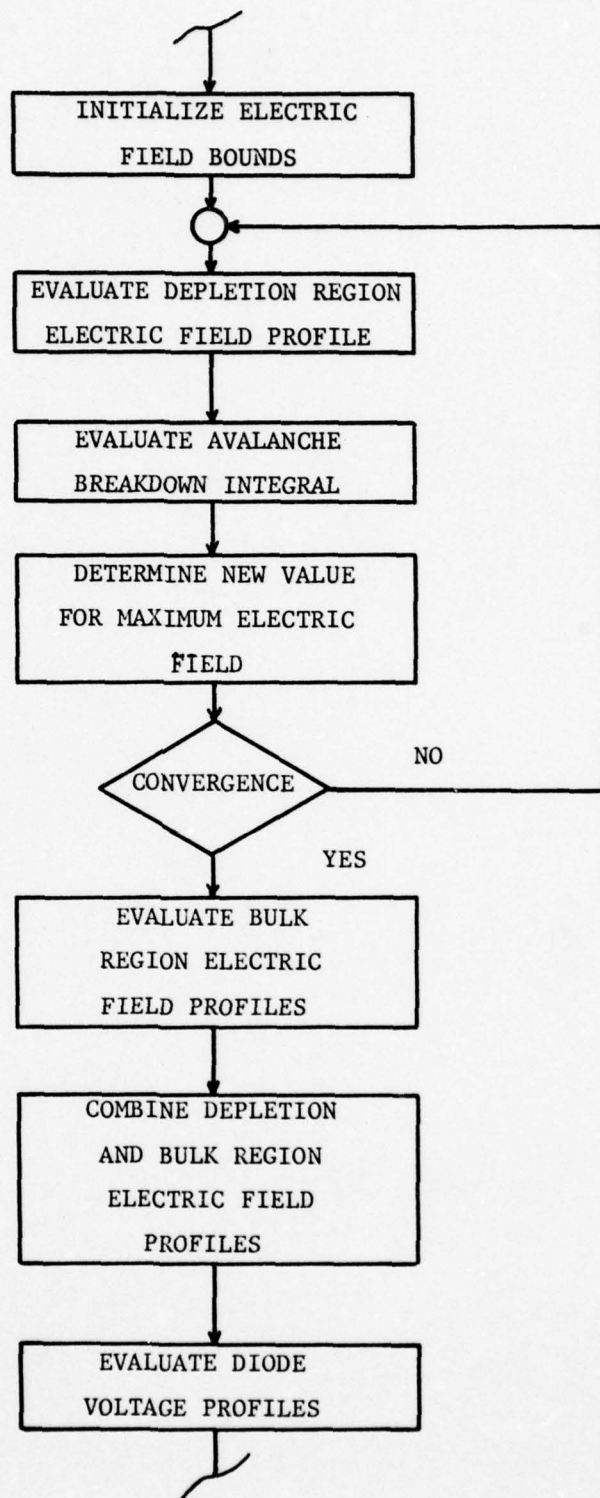 INITIALIZE ELECTRIC
FIELD BOUNDS
EVALUATE DEPLETION REGION
ELECTRIC FIELD PROFILE
EVALUATE AVALANCHE
BREAKDOWN INTEGRAL
DETERMINE NEW VALUE
FOR MAXIMUM ELECTRIC
FIELD
CONVERGENCE
NO
YES
EVALUATE BULK
REGION ELECTRIC
FIELD PROFILES
COMBINE DEPLETION
AND BULK REGION
ELECTRIC FIELD
PROFILES
EVALUATE DIODE
VOLTAGE PROFILES